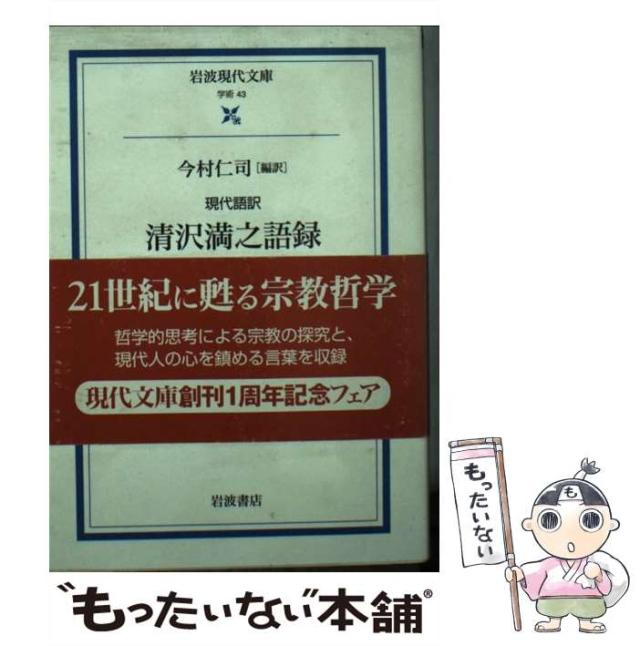 岩波現代文庫
学術 43
今村仁司［編訳］
現代語訳
清沢満之語録
21世紀に甦る宗教哲学
哲学的思考による宗教の探究と、
現代人の心を鎮める言葉を収録
現代文庫創刊1周年記念フェア
岩波書店
“もったいない”本舗®
もったいない
も